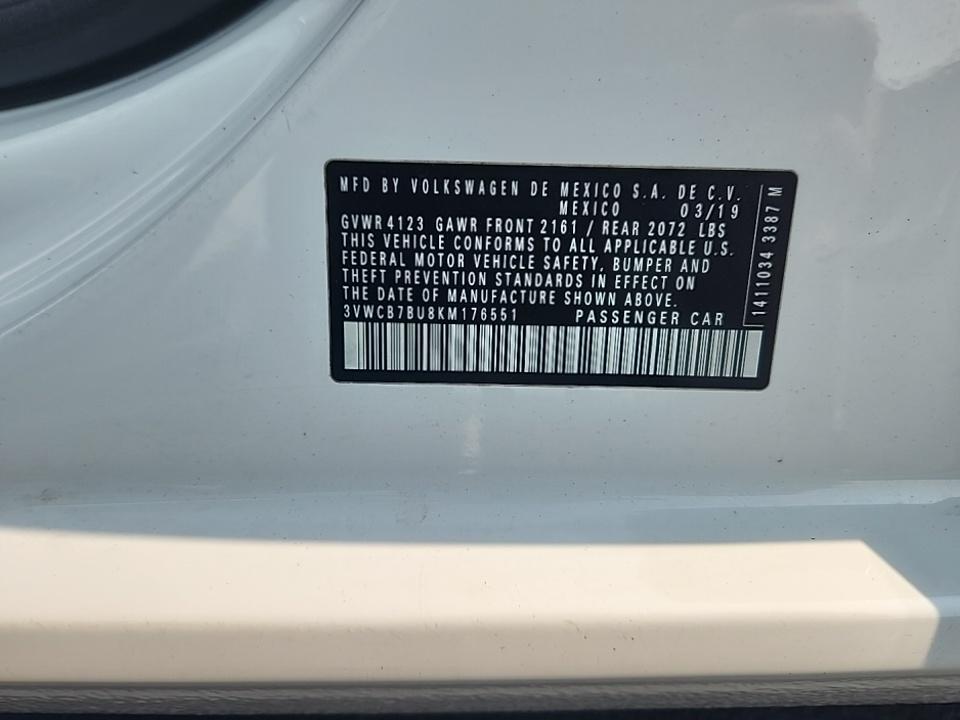 MFD BY VOLKSWAGEN DE MEXICO S.A. DE C.V.
MEXICO 03/19
GVWR 4123 GAWR FRONT 2161 / REAR 2072 LBS
THIS VEHICLE CONFORMS TO ALL APPLICABLE U.S.
FEDERAL MOTOR VEHICLE SAFETY, BUMPER AND
THEFT PREVENTION STANDARDS IN EFFECT ON
THE DATE OF MANUFACTURE SHOWN ABOVE.
3VWCB7BU8KM176551 PASSENGER CAR
1411034 3387 M